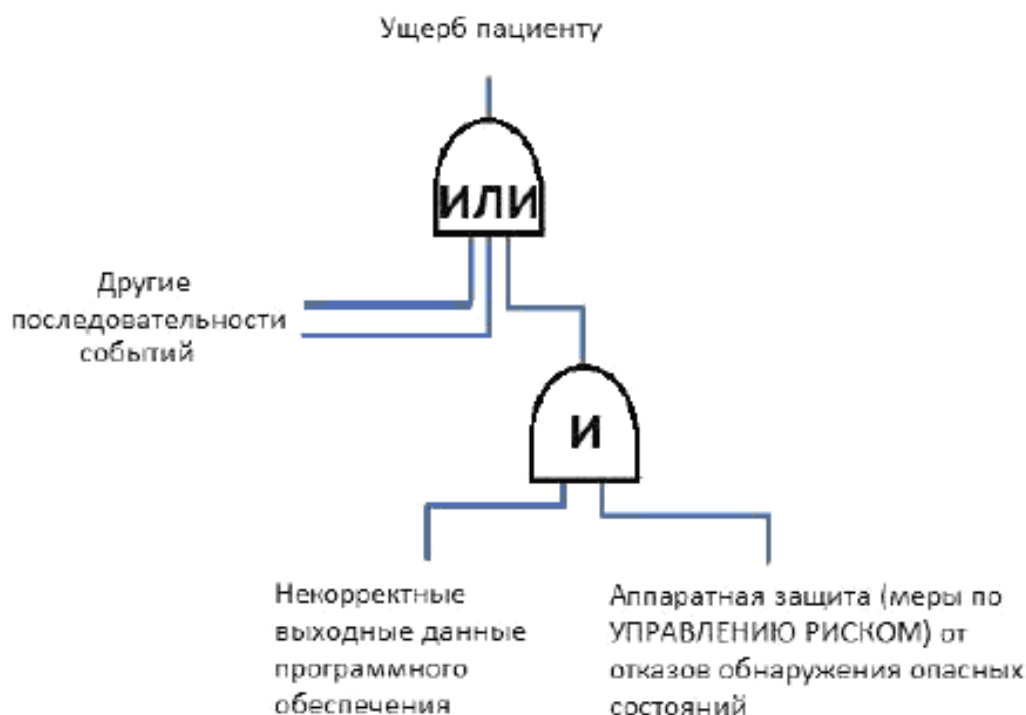 Ущерб пациенту
ИЛИ
Другие
последовательности
событий
И
Некорректные
выходные данные
программного
обеспечения
Аппаратная защита (меры по
УПРАВЛЕНИЮ РИСКОМ) от
отказов обнаружения опасных
состояний